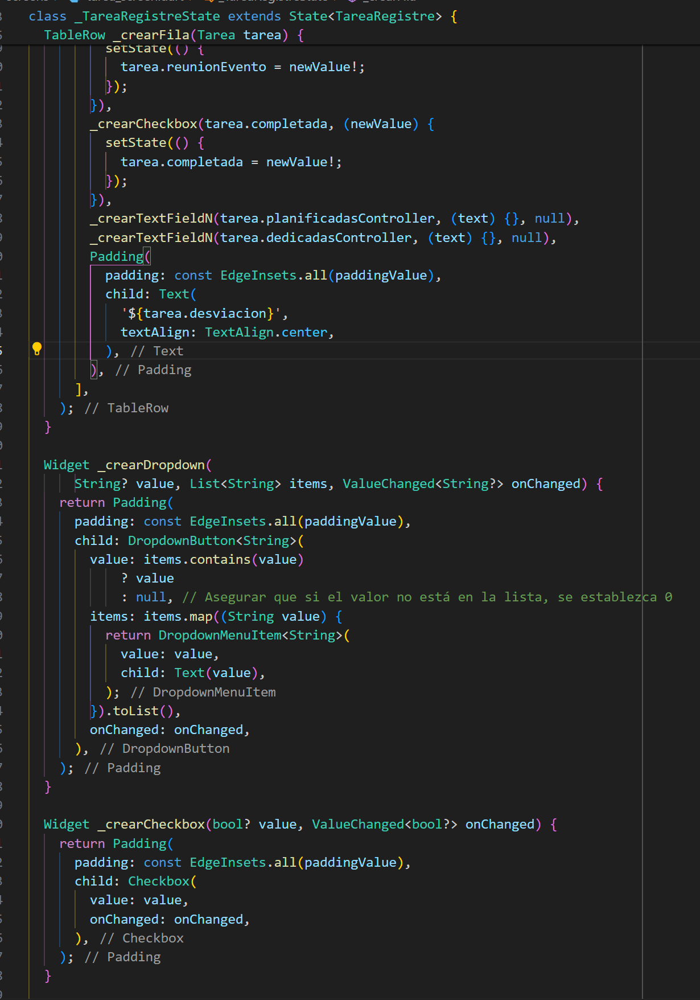 class _TareaRegistreState extends State<TareaRegistre> {
  TableRow _crearFila(Tarea tarea) {
          setState(() {
            tarea.reunionEvento = newValue!;
          });
        }),
        _crearCheckbox(tarea.completada, (newValue) {
          setState(() {
            tarea.completada = newValue!;
          });
        }),
        _crearTextFieldN(tarea.planificadasController, (text) {}, null),
        _crearTextFieldN(tarea.dedicadasController, (text) {}, null),
        Padding(
          padding: const EdgeInsets.all(paddingValue),
          child: Text(
            '${tarea.desviacion}',
            textAlign: TextAlign.center,
          ), // Text
        ), // Padding
      ],
    ); // TableRow
  }

  Widget _crearDropdown(
      String? value, List<String> items, ValueChanged<String?> onChanged) {
    return Padding(
      padding: const EdgeInsets.all(paddingValue),
      child: DropdownButton<String>(
        value: items.contains(value)
            ? value
            : null, // Asegurar que si el valor no está en la lista, se establezca 0
        items: items.map((String value) {
          return DropdownMenuItem<String>(
            value: value,
            child: Text(value),
          ); // DropdownMenuItem
        }).toList(),
        onChanged: onChanged,
      ), // DropdownButton
    ); // Padding
  }

  Widget _crearCheckbox(bool? value, ValueChanged<bool?> onChanged) {
    return Padding(
      padding: const EdgeInsets.all(paddingValue),
      child: Checkbox(
        value: value,
        onChanged: onChanged,
      ), // Checkbox
    ); // Padding
  }